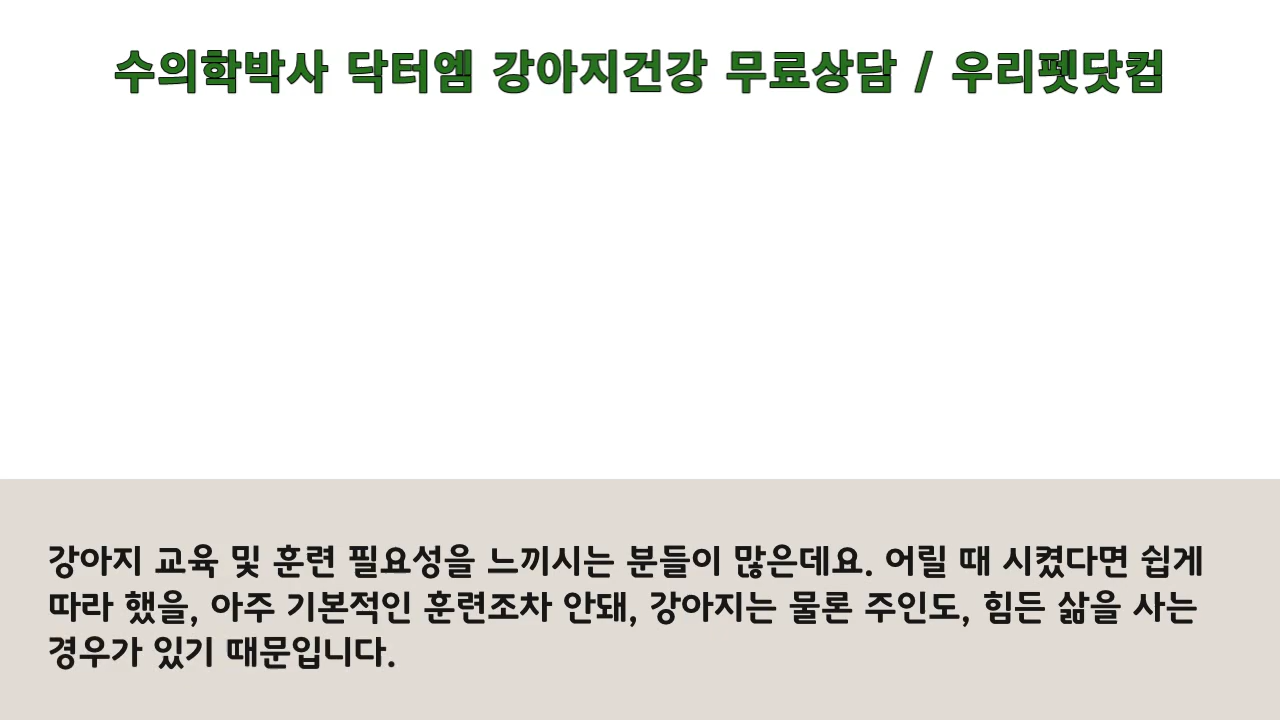 수의학박사 닥터엠 강아지건강 무료상담 / 우리펫닷컴
강아지 교육 및 훈련 필요성을 느끼시는 분들이 많은데요. 어릴 때 시켰다면 쉽게
따라 했을, 아주 기본적인 훈련조차 안돼, 강아지는 물론 주인도, 힘든 삶을 사는
경우가 있기 때문입니다.